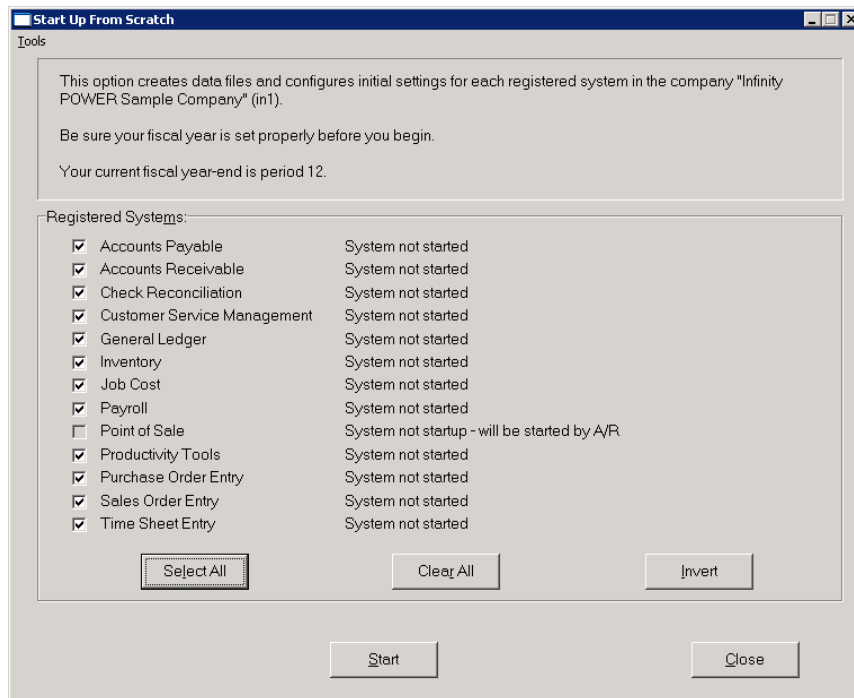 Start Up From Scratch
Tools
This option creates data files and configures initial settings for each registered system in the company "Infinity
POWER Sample Company" (in1).
Be sure your fiscal year is set properly before you begin.
Your current fiscal year-end is period 12.
Registered Systems:
Accounts Payable System not started
Accounts Receivable System not started
Check Reconciliation System not started
Customer Service Management System not started
General Ledger System not started
Inventory System not started
Job Cost System not started
Payroll System not started
Point of Sale System not startup - will be started by A/R
Productivity Tools System not started
Purchase Order Entry System not started
Sales Order Entry System not started
Time Sheet Entry System not started
Select All Clear All Invert
Start Close